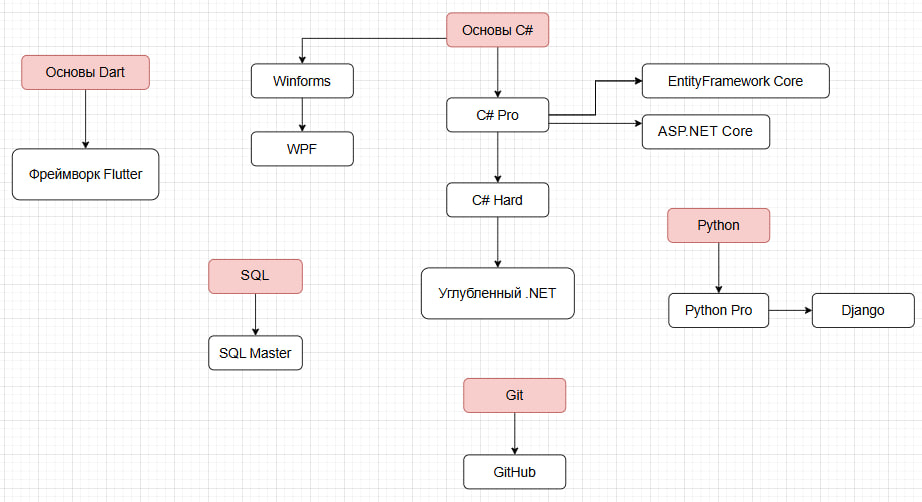 Основы C#
Основы Dart
Winforms
EntityFramework Core
C# Pro
ASP.NET Core
WPF
Фреймворк Flutter
C# Hard
Python
SQL
Углубленный .NET
Python Pro
Django
SQL Master
Git
GitHub